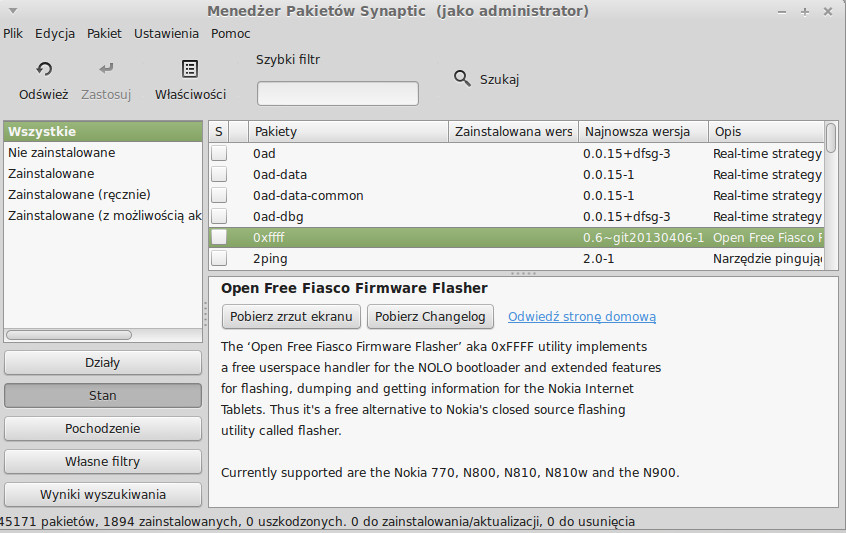 Menedżer Pakietów Synaptic (jako administrator)
Plik Edycja Pakiet Ustawienia Pomoc
Szybki filtr
Odśwież Zastosuj Właściwości Szukaj
Wszystkie
Nie zainstalowane
Zainstalowane
Zainstalowane (ręcznie)
Zainstalowane (z możliwością ak
Działy
Stan
Pochodzenie
Własne filtry
Wyniki wyszukiwania
S Pakiety Zainstalowana wers Najnowsza wersja Opis
0ad 0.0.15+dfsg-3 Real-time strategy
0ad-data 0.0.15-1 Real-time strategy
0ad-data-common 0.0.15-1 Real-time strategy
0ad-dbg 0.0.15+dfsg-3 Real-time strategy
0xffff 0.6~git20130406-1 Open Free Fiasco F
2ping 2.0-1 Narzędzie pingując
Open Free Fiasco Firmware Flasher
Pobierz zrzut ekranu Pobierz Changelog Odwiedź stronę domową
The ‘Open Free Fiasco Firmware Flasher’ aka 0xFFFF utility implements
a free userspace handler for the NOLO bootloader and extended features
for flashing, dumping and getting information for the Nokia Internet
Tablets. Thus it's a free alternative to Nokia's closed source flashing
utility called flasher.
Currently supported are the Nokia 770, N800, N810, N810w and the N900.
45171 pakietów, 1894 zainstalowanych, 0 uszkodzonych. 0 do zainstalowania/aktualizacji, 0 do usunięcia